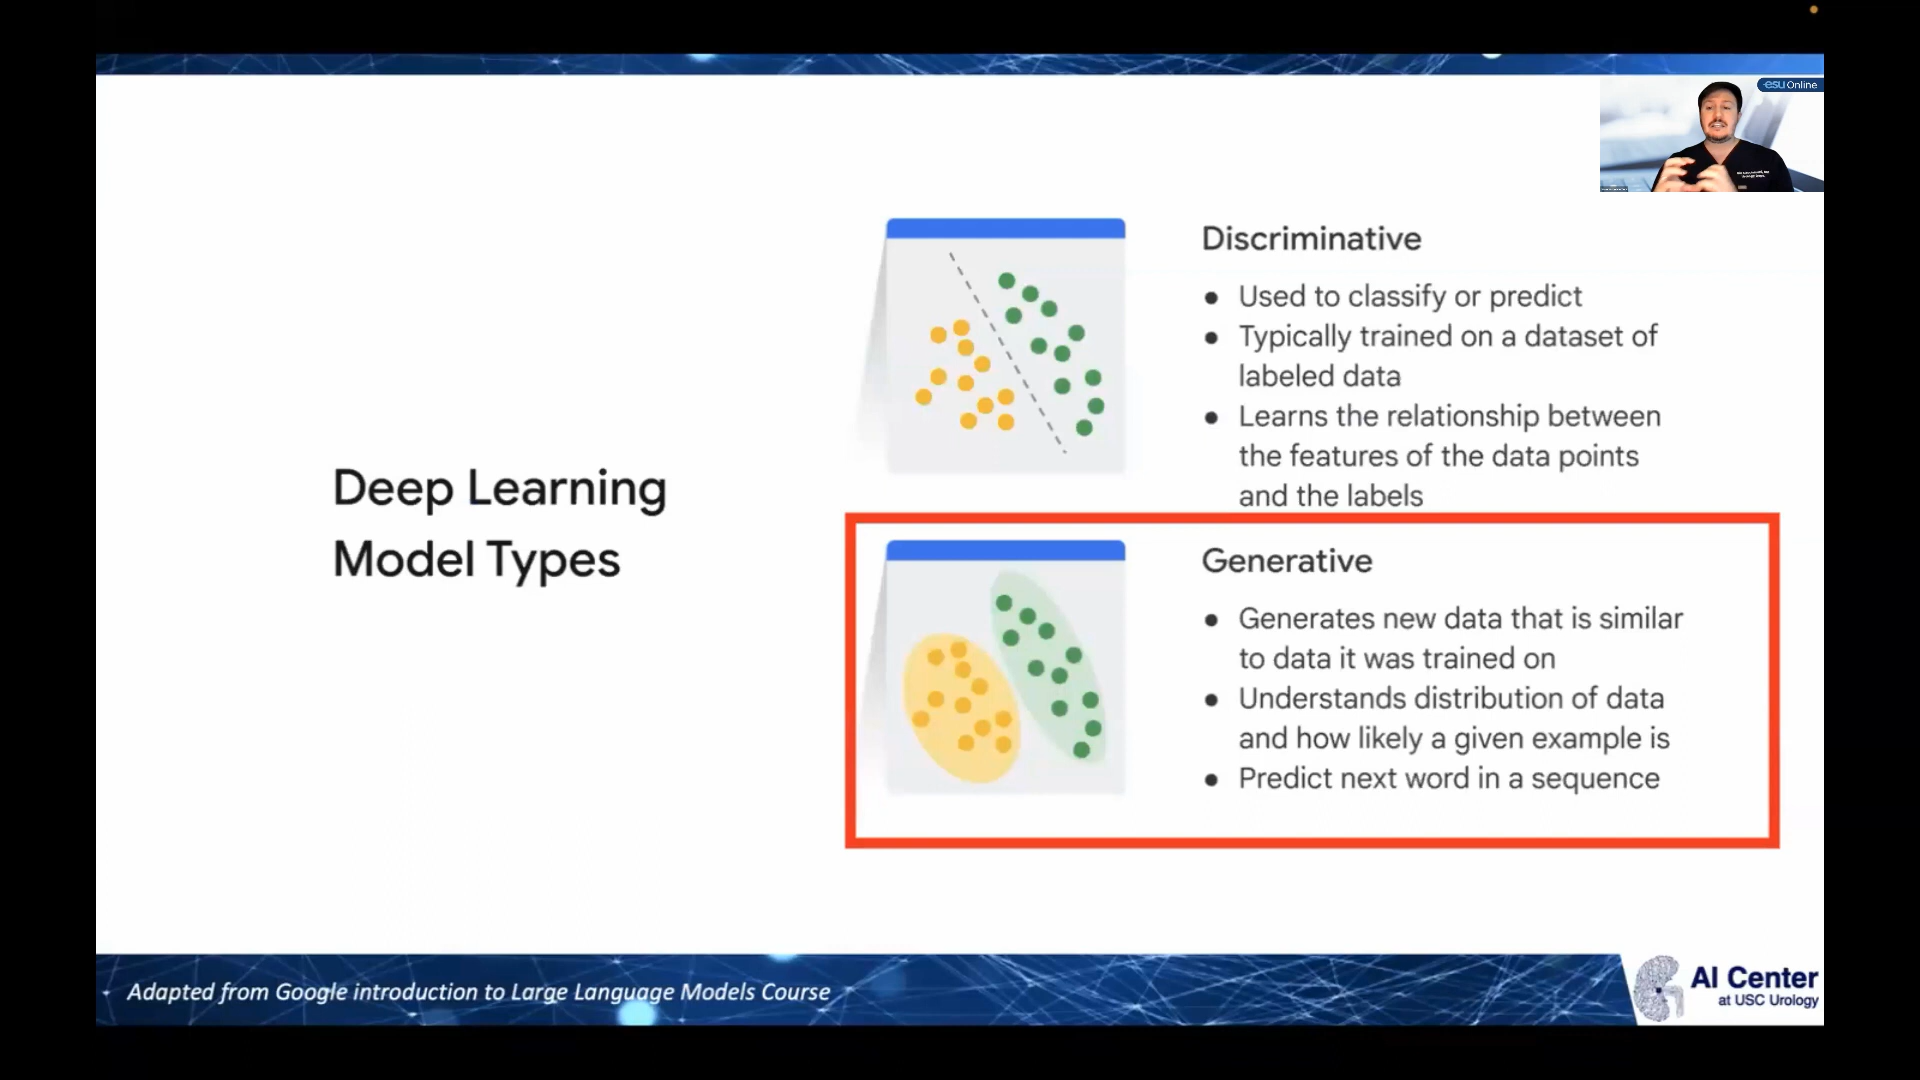 esu Online
Discriminative
● Used to classify or predict
● Typically trained on a dataset of
labeled data
● Learns the relationship between
the features of the data points
and the labels
Deep Learning
Model Types
Generative
● Generates new data that is similar
to data it was trained on
● Understands distribution of data
and how likely a given example is
● Predict next word in a sequence
Adapted from Google introduction to Large Language Models Course
AI Center
at USC Urology